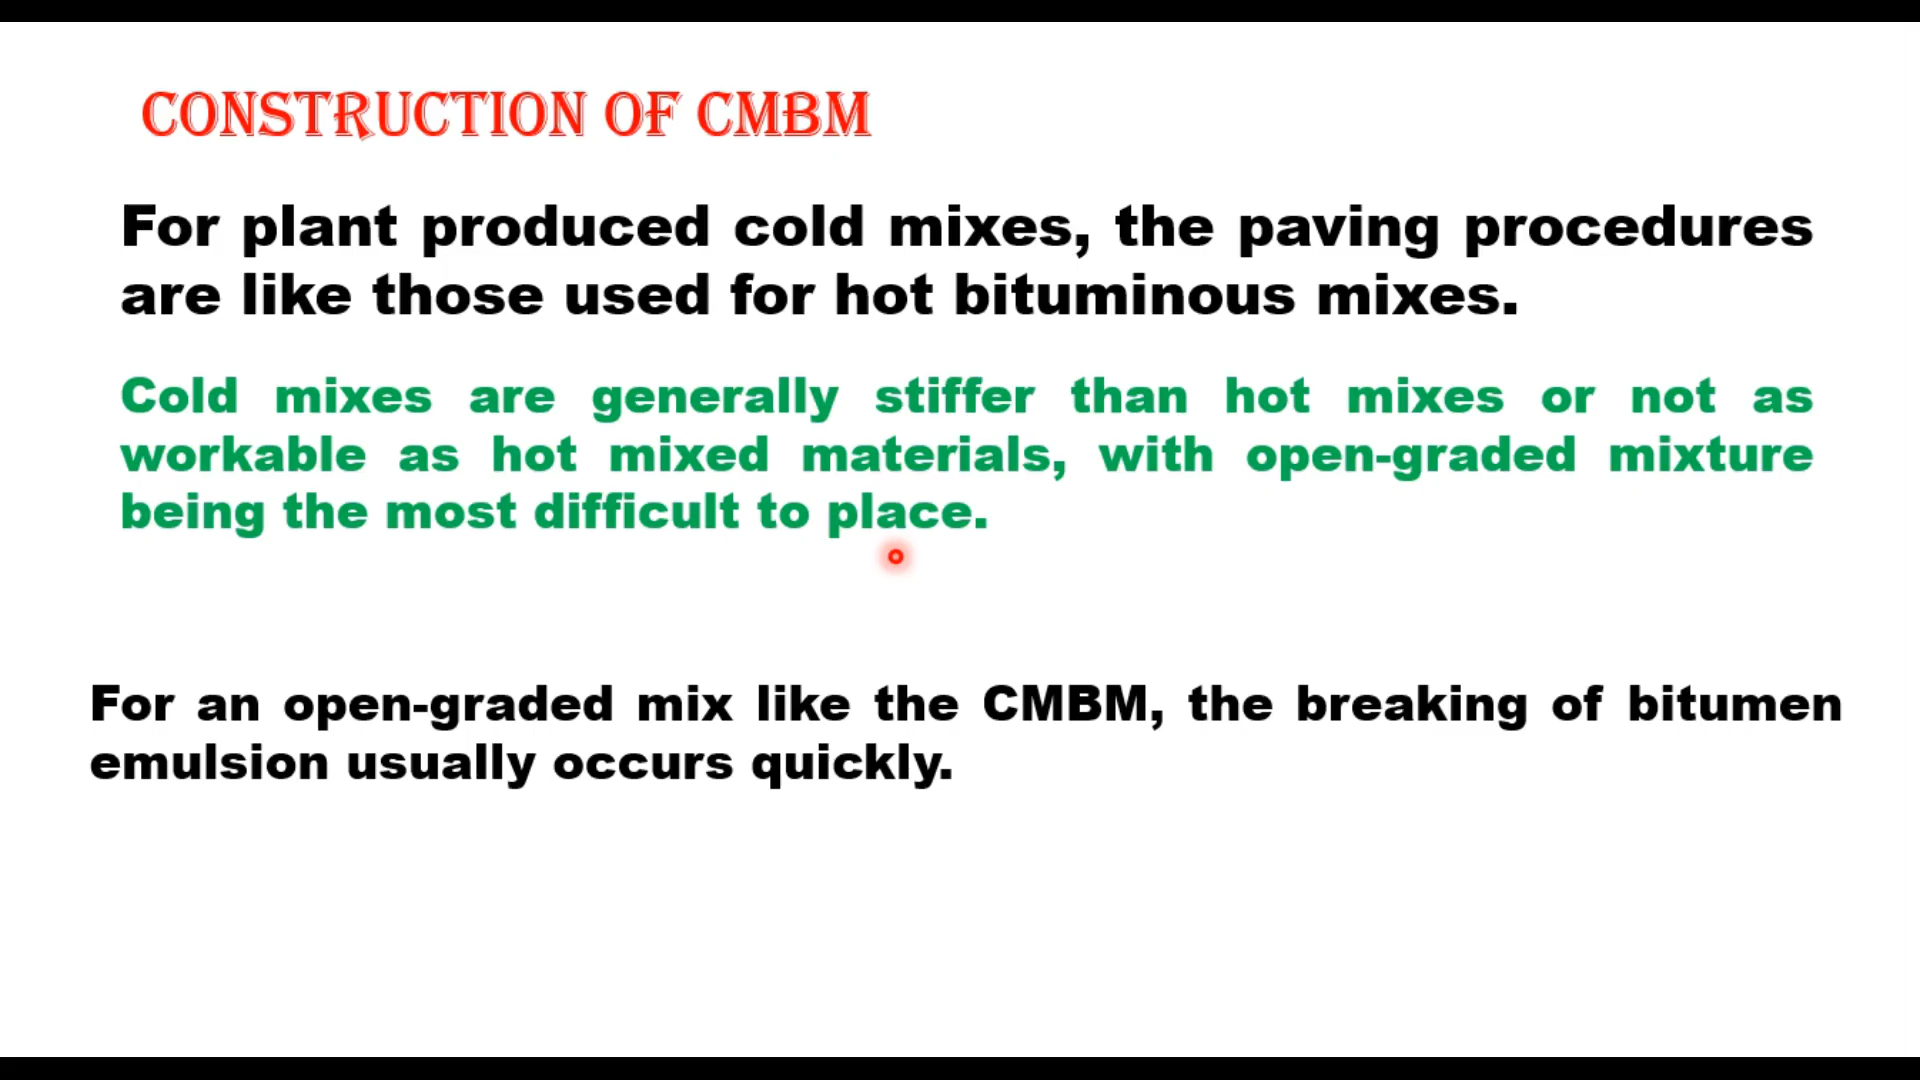 CONSTRUCTION OF CMBM
For plant produced cold mixes, the paving procedures
are like those used for hot bituminous mixes.
Cold mixes are generally stiffer than hot mixes or not as
workable as hot mixed materials, with open-graded mixture
being the most difficult to place.
For an open-graded mix like the CMBM, the breaking of bitumen
emulsion usually occurs quickly.